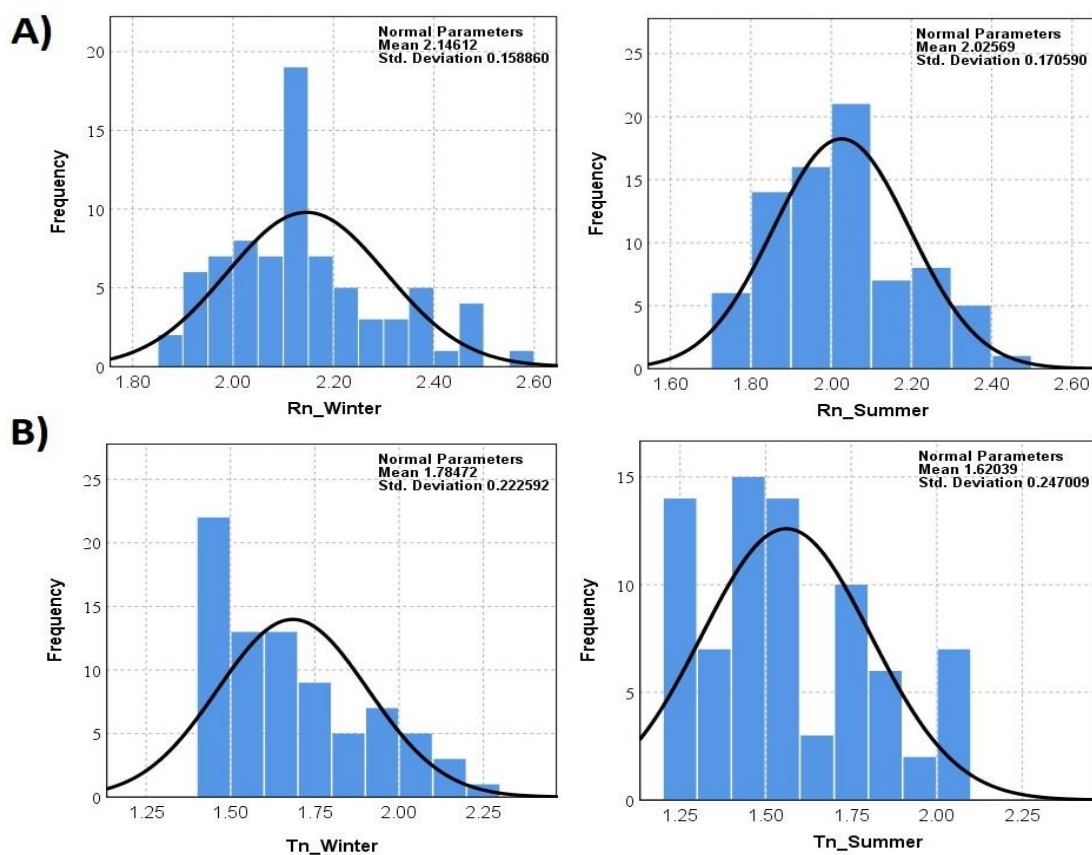 A)
Normal Parameters
Mean 2.14612
Std. Deviation 0.158860
Frequency
20
15
10
5
0
1.80 2.00 2.20 2.40 2.60
Rn_Winter
Normal Parameters
Mean 2.02569
Std. Deviation 0.170590
Frequency
25
20
15
10
5
0
1.60 1.80 2.00 2.20 2.40 2.60
Rn_Summer
B)
Normal Parameters
Mean 1.78472
Std. Deviation 0.222592
Frequency
25
20
15
10
5
0
1.25 1.50 1.75 2.00 2.25
Tn_Winter
Normal Parameters
Mean 1.62039
Std. Deviation 0.247009
Frequency
15
10
5
0
1.25 1.50 1.75 2.00 2.25
Tn_Summer